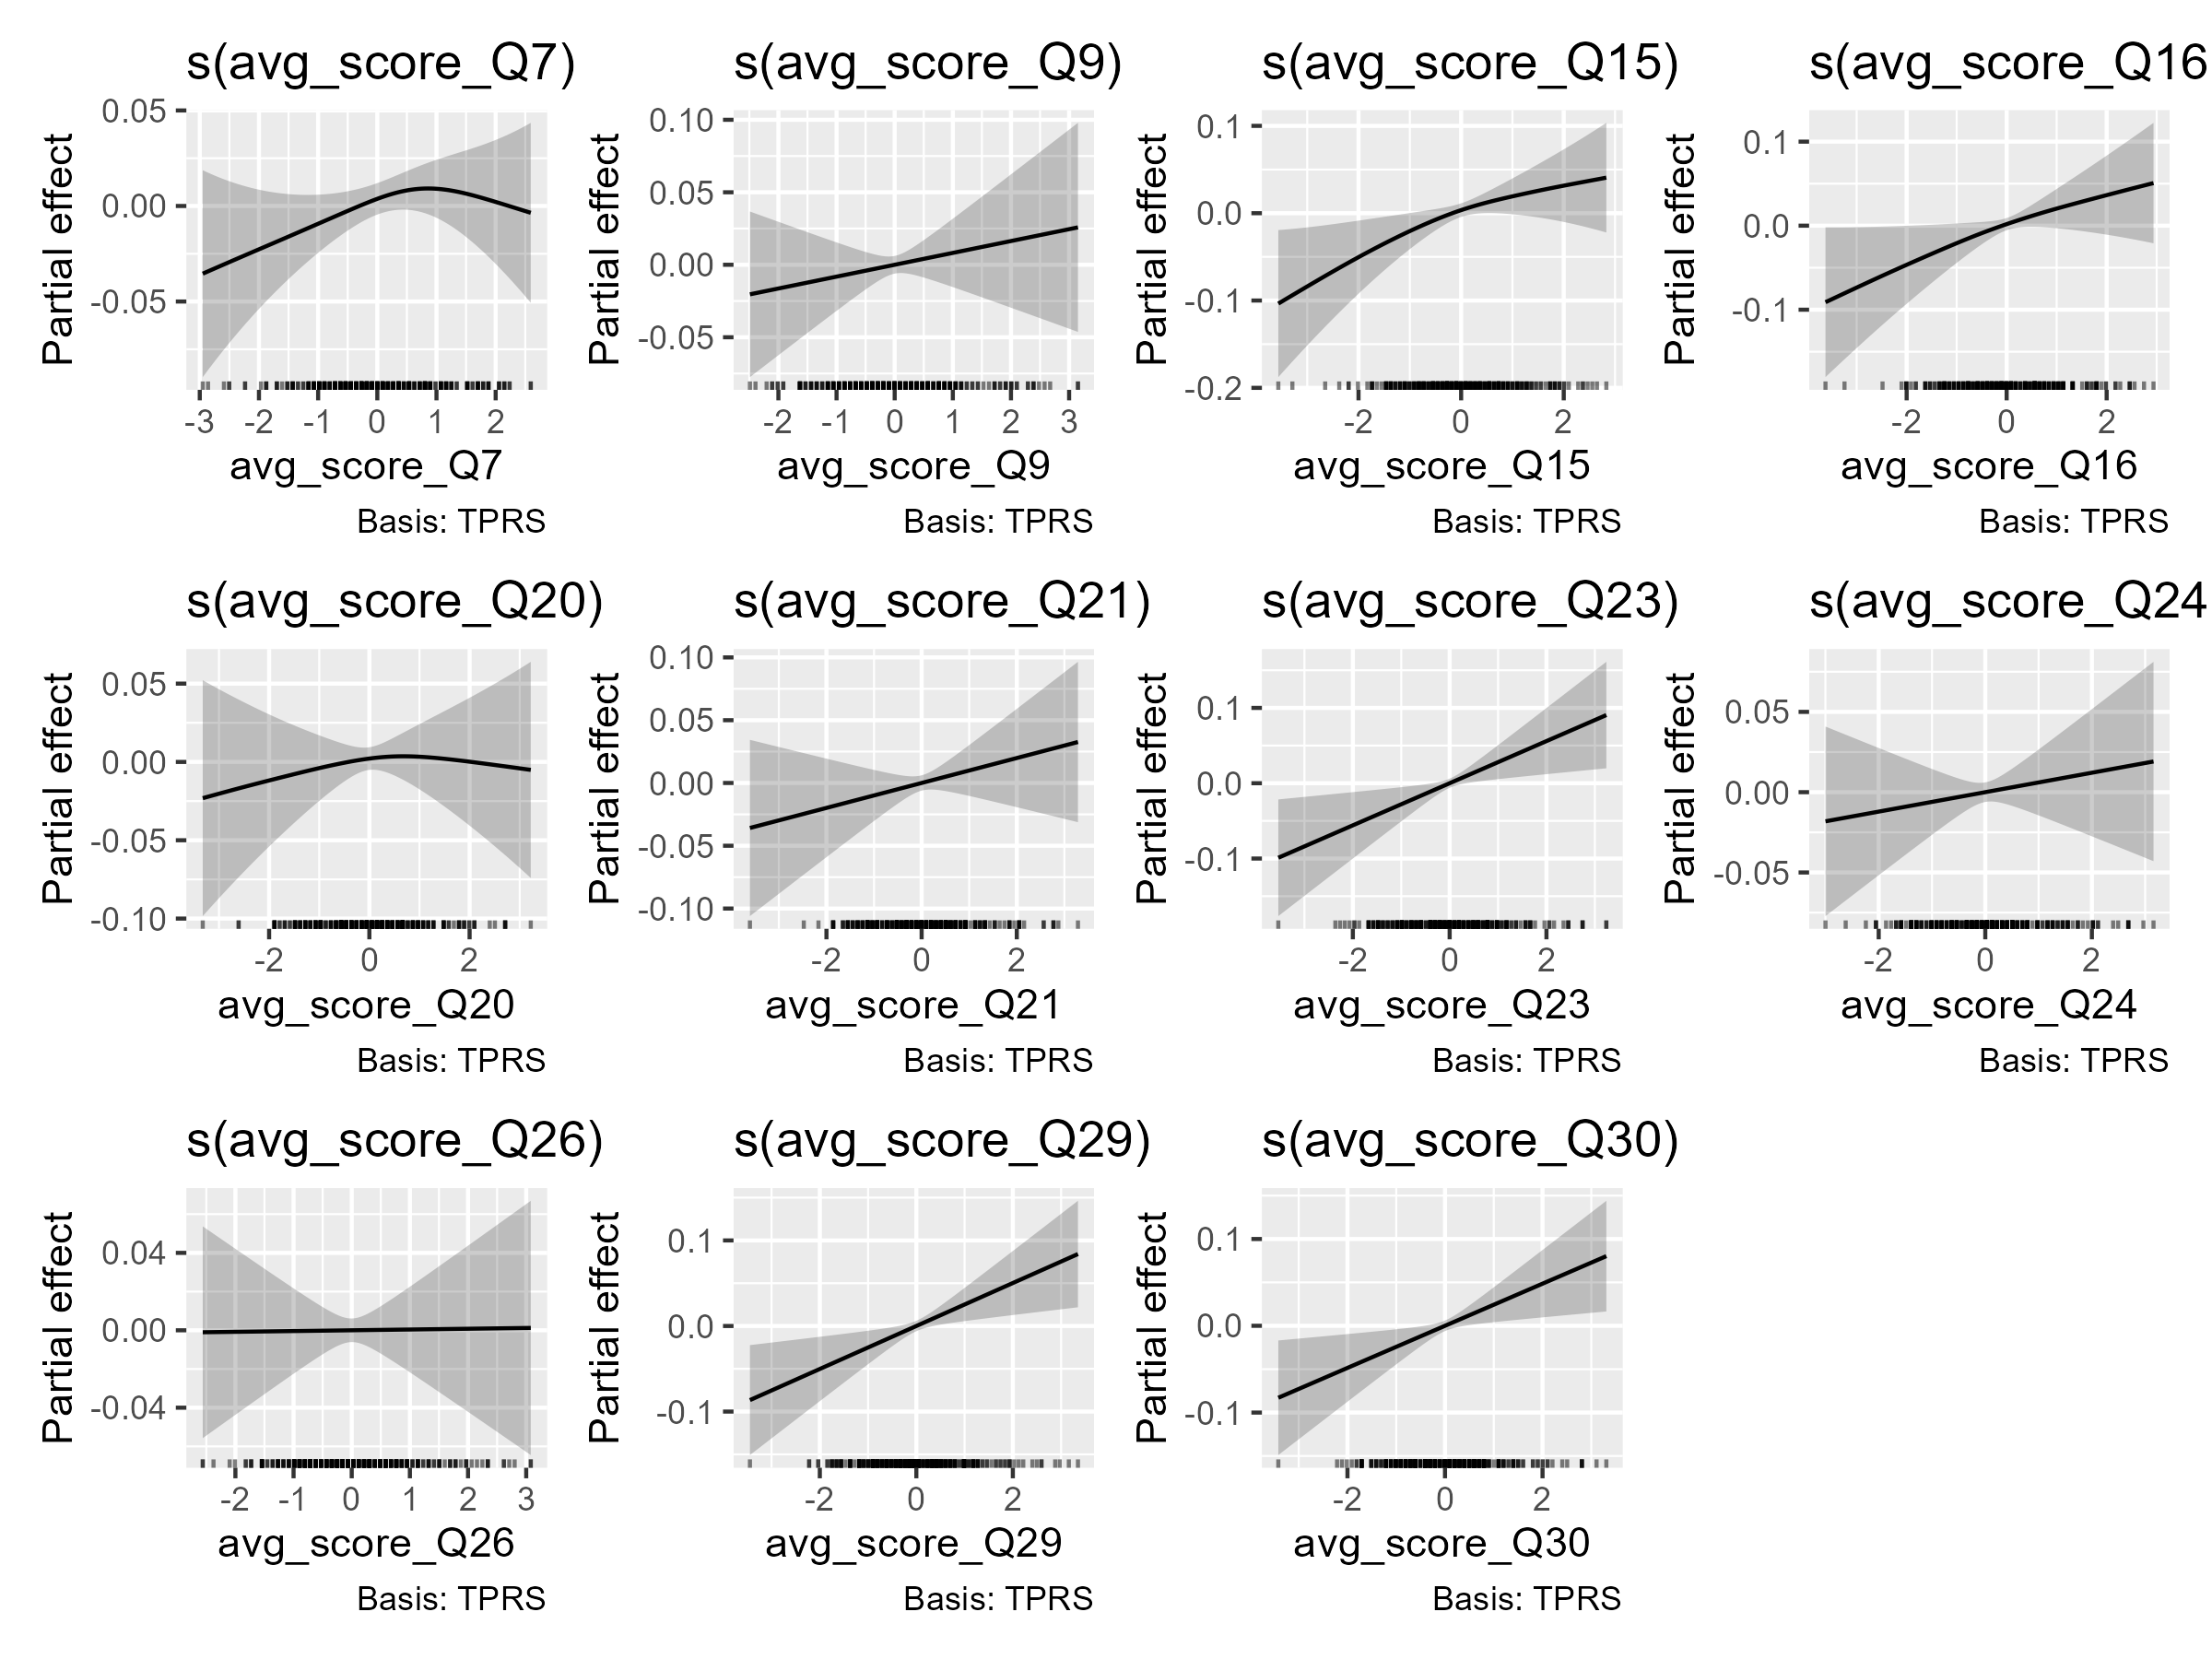 s(avg_score_Q7)
Partial effect
0.05
0.00
-0.05
-3 -2 -1 0 1 2
avg_score_Q7
Basis: TPRS
s(avg_score_Q9)
Partial effect
0.10
0.05
0.00
-0.05
-2 -1 0 1 2 3
avg_score_Q9
Basis: TPRS
s(avg_score_Q15)
Partial effect
0.1
0.0
-0.1
-0.2
-2 0 2
avg_score_Q15
Basis: TPRS
s(avg_score_Q16
Partial effect
0.1
0.0
-0.1
-2 0 2
avg_score_Q16
Basis: TPRS
s(avg_score_Q20)
Partial effect
0.05
0.00
-0.05
-0.10
-2 0 2
avg_score_Q20
Basis: TPRS
s(avg_score_Q21)
Partial effect
0.10
0.05
0.00
-0.05
-0.10
-2 0 2
avg_score_Q21
Basis: TPRS
s(avg_score_Q23)
Partial effect
0.1
0.0
-0.1
-2 0 2
avg_score_Q23
Basis: TPRS
s(avg_score_Q24
Partial effect
0.05
0.00
-0.05
-2 0 2
avg_score_Q24
Basis: TPRS
s(avg_score_Q26)
Partial effect
0.04
0.00
-0.04
-2 -1 0 1 2 3
avg_score_Q26
Basis: TPRS
s(avg_score_Q29)
Partial effect
0.1
0.0
-0.1
-2 0 2
avg_score_Q29
Basis: TPRS
s(avg_score_Q30)
Partial effect
0.1
0.0
-0.1
-2 0 2
avg_score_Q30
Basis: TPRS